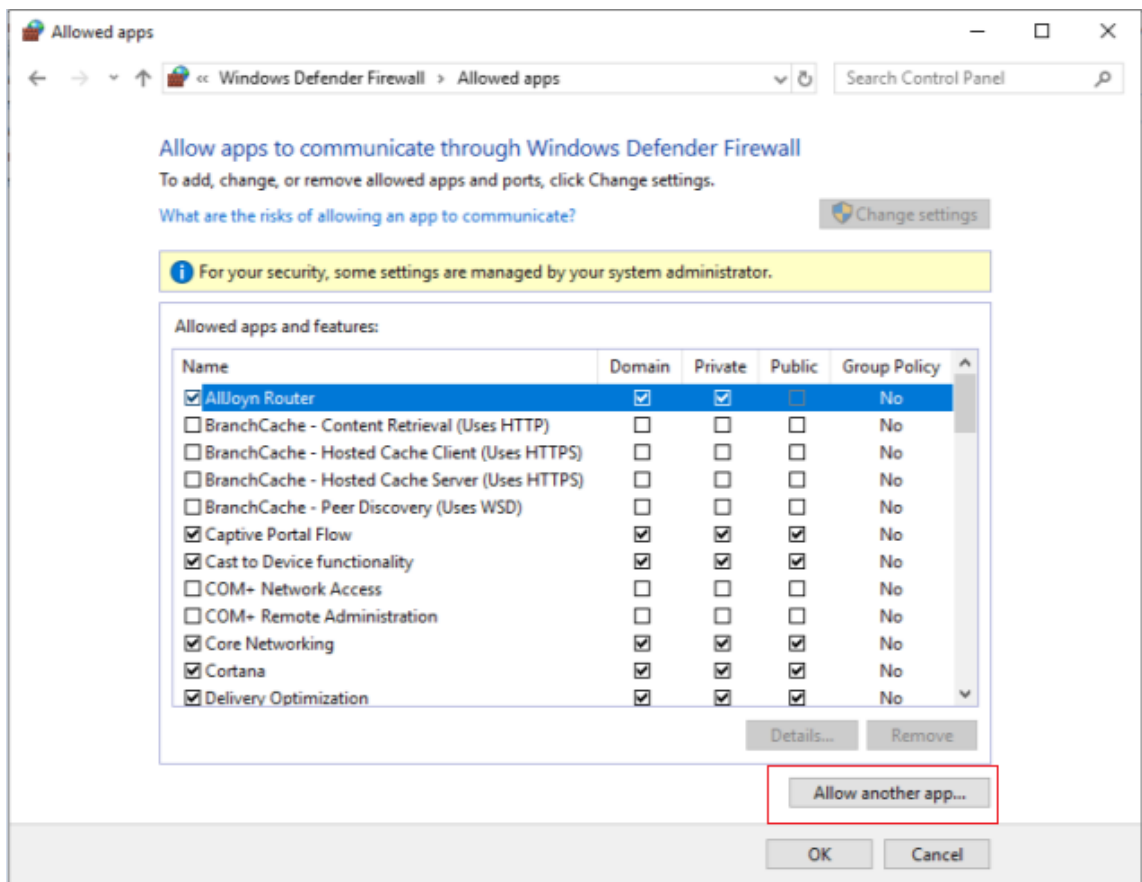 Allowed apps
« Windows Defender Firewall › Allowed apps
Search Control Panel
Allow apps to communicate through Windows Defender Firewall
To add, change, or remove allowed apps and ports, click Change settings.
What are the risks of allowing an app to communicate?
Change settings
For your security, some settings are managed by your system administrator.
Allowed apps and features:
Name Domain Private Public Group Policy
AllJoyn Router No
BranchCache - Content Retrieval (Uses HTTP) No
BranchCache - Hosted Cache Client (Uses HTTPS) No
BranchCache - Hosted Cache Server (Uses HTTPS) No
BranchCache - Peer Discovery (Uses WSD) No
Captive Portal Flow No
Cast to Device functionality No
COM+ Network Access No
COM+ Remote Administration No
Core Networking No
Cortana No
Delivery Optimization No
Details... Remove
Allow another app...
OK Cancel